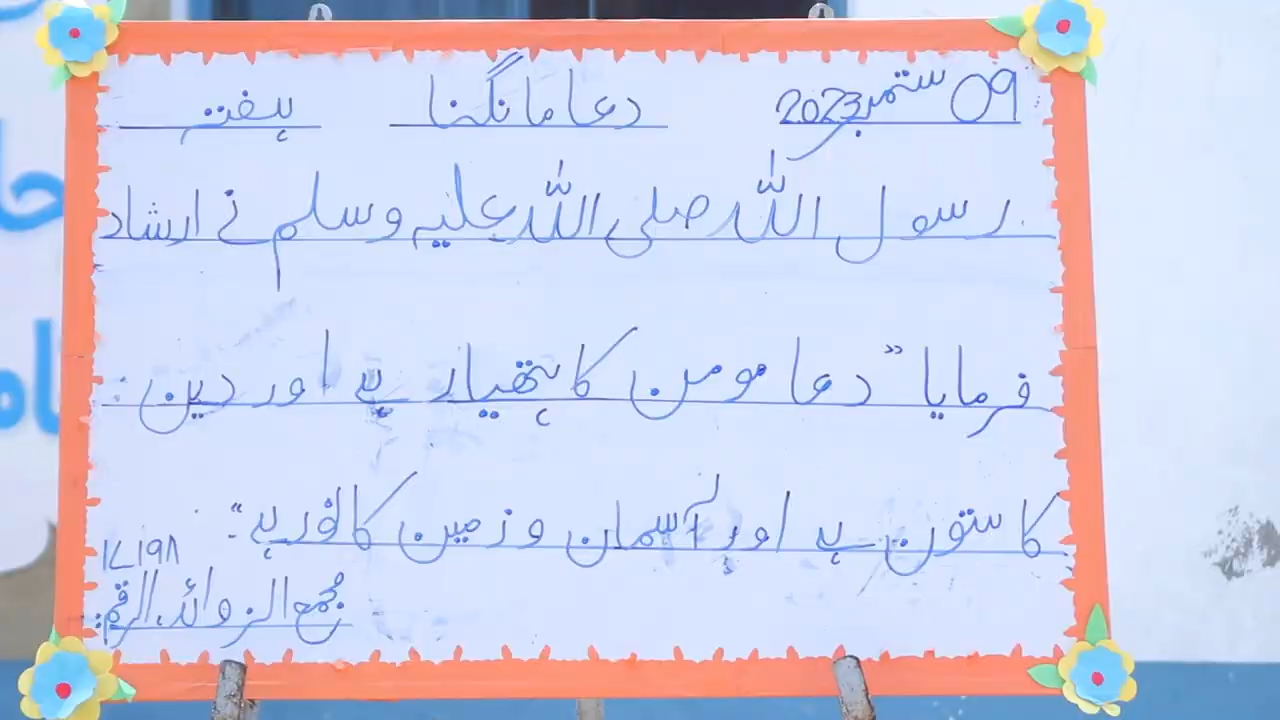 09 ستمبر 2023 دعا مانگنا ہفتہ
رسول اللہ صلی اللہ علیہ وسلم نے ارشاد
فرمایا " دعا مومن کا ہتھیار ہے اور دین
کا ستون ہے اور آسمان و زمین کا نور ہے"۔
مجمع الزوائد، الرقم: ۱۷۱۹۸